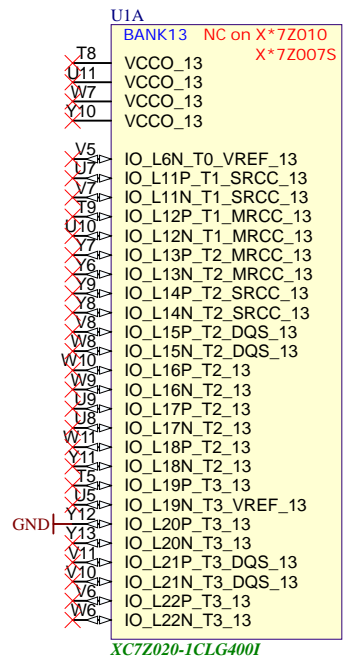 U1A
BANK13 NC on X*7Z010
X*7Z007S
T8 VCCO_13
U11 VCCO_13
W7 VCCO_13
Y10 VCCO_13
V5 IO_L6N_T0_VREF_13
U7 IO_L11P_T1_SRCC_13
V7 IO_L11N_T1_SRCC_13
T9 IO_L12P_T1_MRCC_13
U10 IO_L12N_T1_MRCC_13
Y7 IO_L13P_T2_MRCC_13
Y6 IO_L13N_T2_MRCC_13
Y9 IO_L14P_T2_SRCC_13
Y8 IO_L14N_T2_SRCC_13
V8 IO_L15P_T2_DQS_13
W8 IO_L15N_T2_DQS_13
W10 IO_L16P_T2_13
W9 IO_L16N_T2_13
U9 IO_L17P_T2_13
U8 IO_L17N_T2_13
W11 IO_L18P_T2_13
Y11 IO_L18N_T2_13
T5 IO_L19P_T3_13
U5 IO_L19N_T3_VREF_13
GND Y12 IO_L20P_T3_13
Y13 IO_L20N_T3_13
V11 IO_L21P_T3_DQS_13
V10 IO_L21N_T3_DQS_13
V6 IO_L22P_T3_13
W6 IO_L22N_T3_13
XC7Z020-1CLG400I